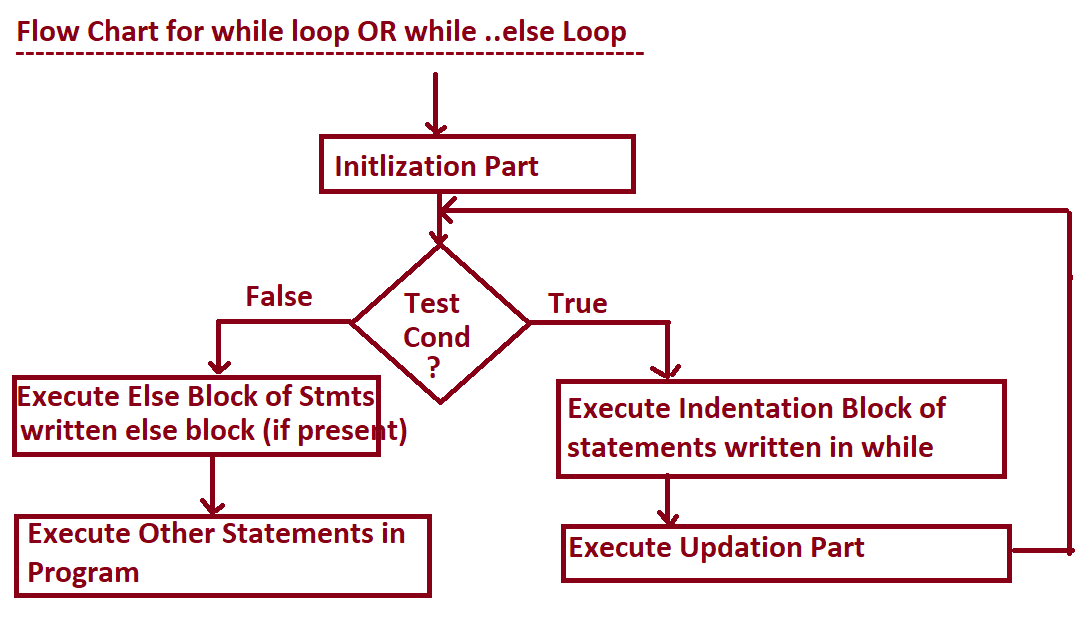 Flow Chart for while loop OR while ..else Loop
Initlization Part
False
Test
Cond
?
True
Execute Else Block of Stmts
written else block (if present)
Execute Indentation Block of
statements written in while
Execute Other Statements in
Program
Execute Updation Part